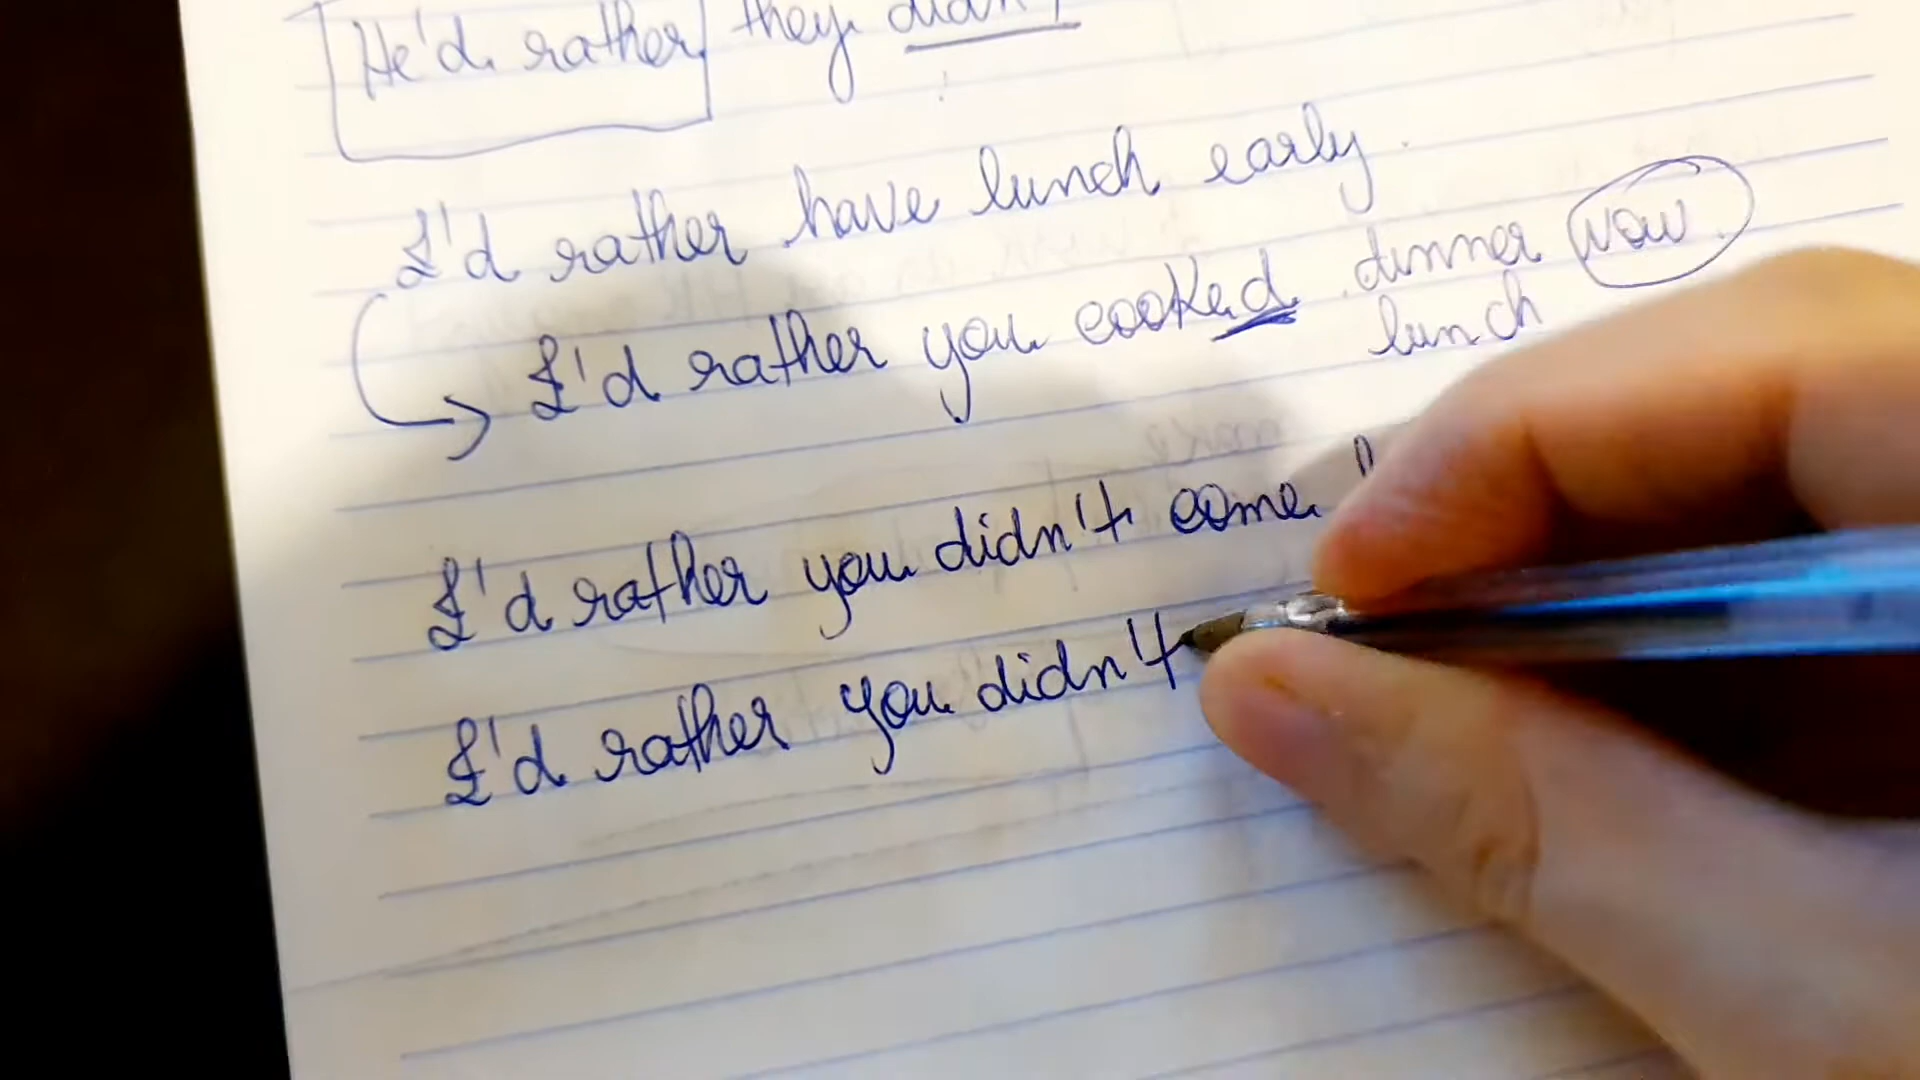 He'd rather they didn't
I'd rather have lunch early.
I'd rather you cooked dinner now.
lunch
I'd rather you didn't come
I'd rather you didn't